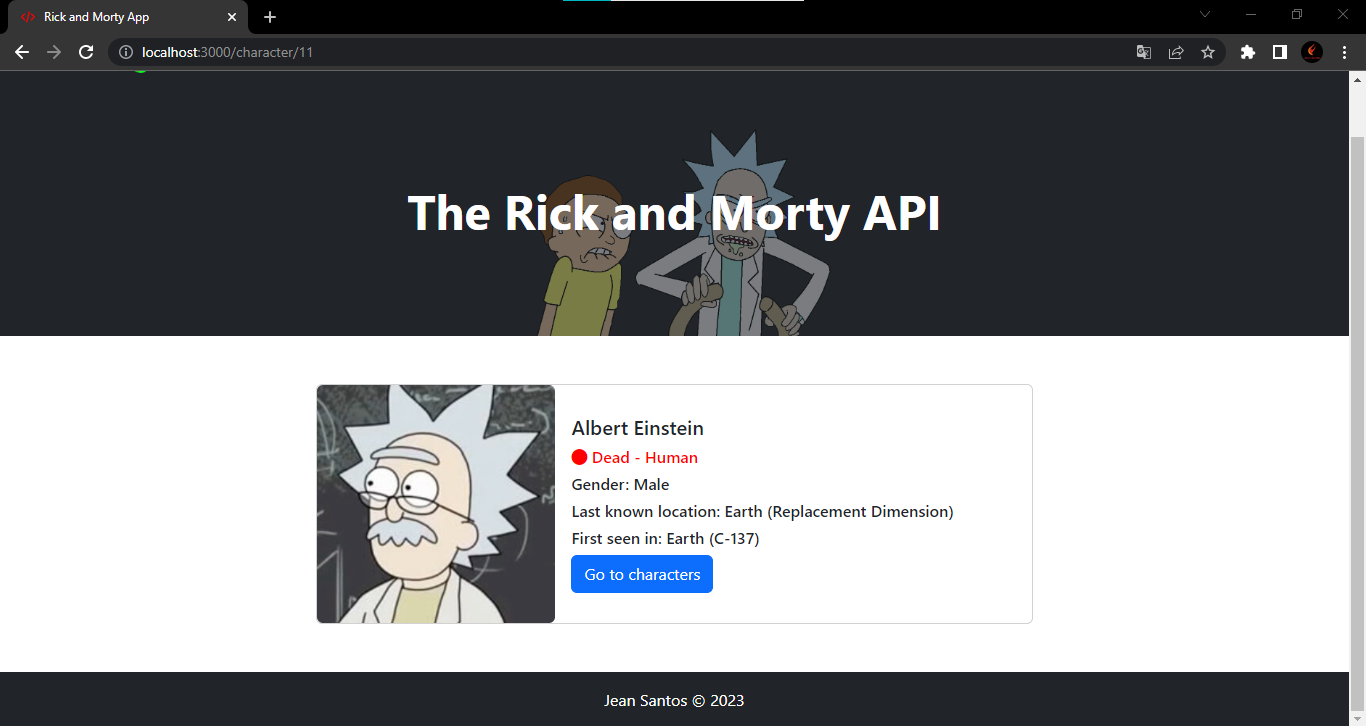 Rick and Morty App
localhost:3000/character/11
The Rick and Morty API
Albert Einstein
Dead - Human
Gender: Male
Last known location: Earth (Replacement Dimension)
First seen in: Earth (C-137)
Go to characters
Jean Santos © 2023